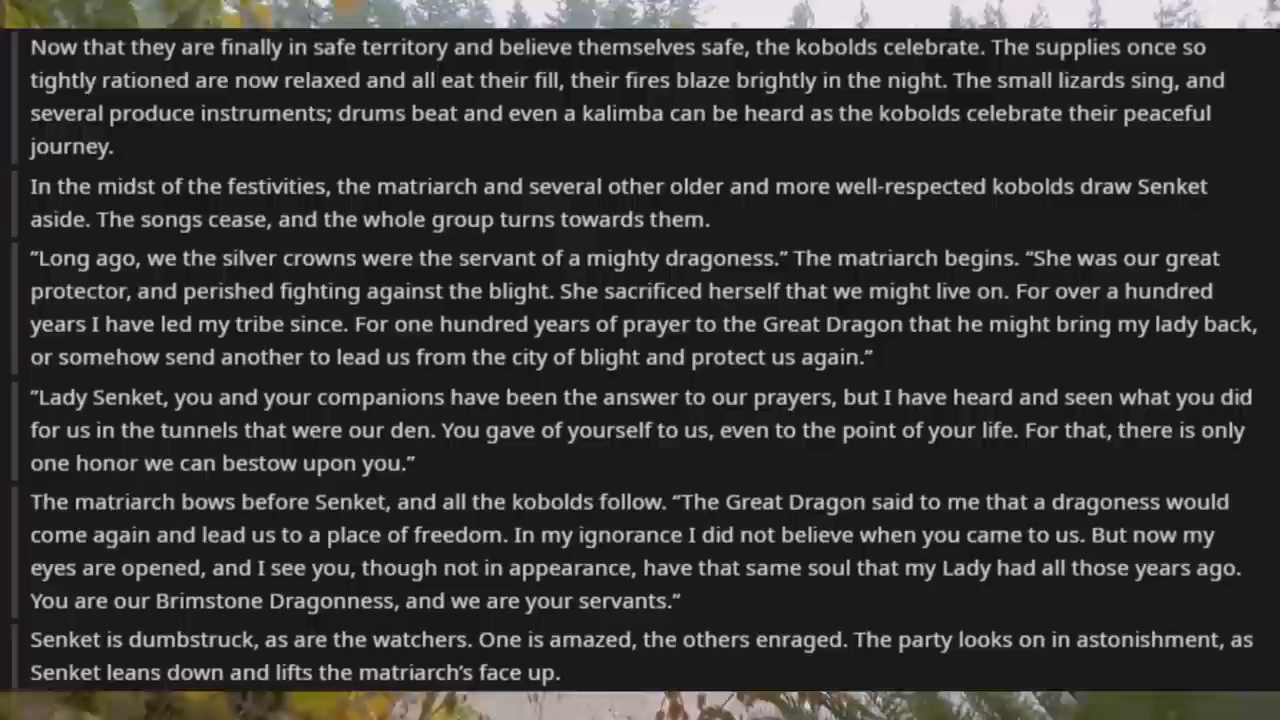 Now that they are finally in safe territory and believe themselves safe, the kobolds celebrate. The supplies once so
tightly rationed are now relaxed and all eat their fill, their fires blaze brightly in the night. The small lizards sing, and
several produce instruments; drums beat and even a kalimba can be heard as the kobolds celebrate their peaceful
journey.
In the midst of the festivities, the matriarch and several other older and more well-respected kobolds draw Senket
aside. The songs cease, and the whole group turns towards them.
”Long ago, we the silver crowns were the servant of a mighty dragoness.” The matriarch begins. “She was our great
protector, and perished fighting against the blight. She sacrificed herself that we might live on. For over a hundred
years I have led my tribe since. For one hundred years of prayer to the Great Dragon that he might bring my lady back,
or somehow send another to lead us from the city of blight and protect us again.”
”Lady Senket, you and your companions have been the answer to our prayers, but I have heard and seen what you did
for us in the tunnels that were our den. You gave of yourself to us, even to the point of your life. For that, there is only
one honor we can bestow upon you.”
The matriarch bows before Senket, and all the kobolds follow. “The Great Dragon said to me that a dragoness would
come again and lead us to a place of freedom. In my ignorance I did not believe when you came to us. But now my
eyes are opened, and I see you, though not in appearance, have that same soul that my Lady had all those years ago.
You are our Brimstone Dragonness, and we are your servants.”
Senket is dumbstruck, as are the watchers. One is amazed, the others enraged. The party looks on in astonishment, as
Senket leans down and lifts the matriarch’s face up.